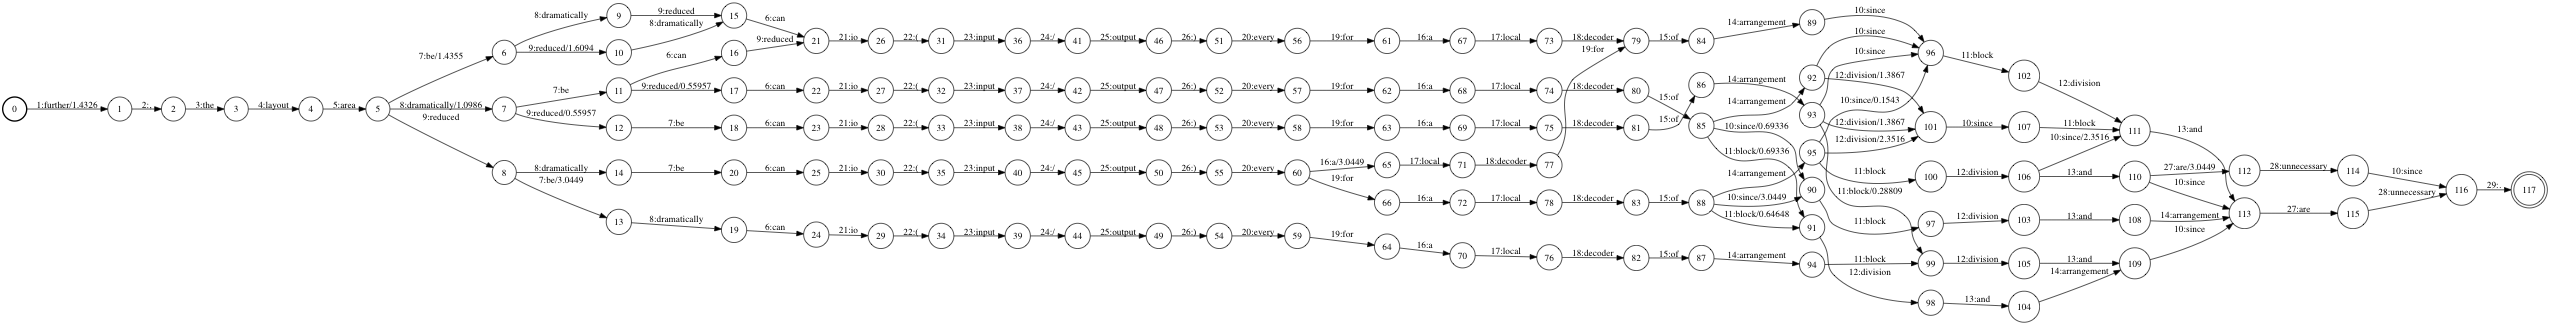 0 1:further/1.4326 1 2:, 2 3:the 3 4:layout 4 5:area 5
7:be/1.4355 6 8:dramatically 9 9:reduced 15 6:can 21 21:io 26 22:( 31 23:input 36 24:/ 41 25:output 46 26:) 51 20:every 56 19:for 61 16:a 67 17:local 73 18:decoder 79 15:of 84 14:arrangement 89 10:since 96 11:block 102 12:division 111
9:reduced/1.6094 10 8:dramatically
8:dramatically/1.0986 7 7:be 11 6:can 16 9:reduced
9:reduced/0.55957 17 6:can 22 21:io 27 22:( 32 23:input 37 24:/ 42 25:output 47 26:) 52 20:every 57 19:for 62 16:a 68 17:local 74 18:decoder 80 15:of 85
9:reduced/0.55957 12 7:be 18 6:can 23 21:io 28 22:( 33 23:input 38 24:/ 43 25:output 48 26:) 53 20:every 58 19:for 63 16:a 69 17:local 75 18:decoder 81 15:of 86
9:reduced 8 8:dramatically 14 7:be 20 6:can 25 21:io 30 22:( 35 23:input 40 24:/ 45 25:output 50 26:) 55 20:every 60 16:a/3.0449 65 17:local 71 18:decoder 77 19:for
19:for 66 16:a 72 17:local 78 18:decoder 83 15:of 88
7:be/3.0449 13 8:dramatically 19 6:can 24 21:io 29 22:( 34 23:input 39 24:/ 44 25:output 49 26:) 54 20:every 59 19:for 64 16:a 70 17:local 76 18:decoder 82 15:of 87 14:arrangement 94 11:block 99 12:division 105 13:and 109 10:since
14:arrangement 92 10:since
12:division/1.3867 101 10:since 107 11:block
14:arrangement 93 10:since
12:division/1.3867
11:block/0.28809
10:since/0.69336 90 11:block 97 12:division 103 13:and 108 14:arrangement 113
11:block/0.69336 91 12:division 98 13:and 104 14:arrangement
14:arrangement 95 10:since/0.1543
12:division/2.3516
11:block 100 12:division 106 10:since/2.3516
13:and 110 27:are/3.0449 112 28:unnecessary 114 10:since 116 29:. 117
10:since
10:since/3.0449
11:block/0.64648
13:and
27:are 115 28:unnecessary